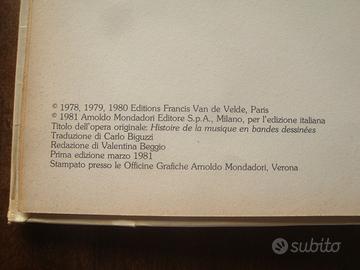 © 1978, 1979, 1980 Editions Francis Van de Velde, Paris
© 1981 Arnoldo Mondadori Editore S.p.A., Milano, per l'edizione italiana
Titolo dell'opera originale: Histoire de la musique en bandes dessinées
Traduzione di Carlo Biguzzi
Redazione di Valentina Beggio
Prima edizione marzo 1981
Stampato presso le Officine Grafiche Arnoldo Mondadori, Verona
subito